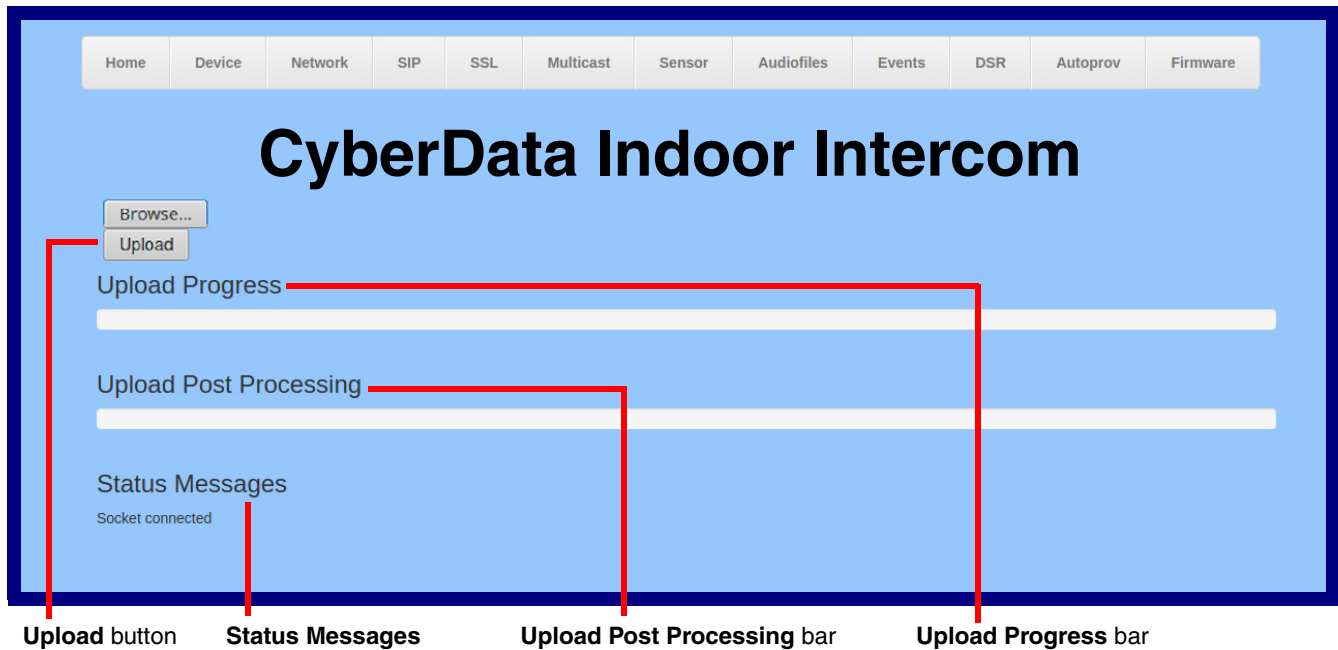 Home Device Network SIP SSL Multicast Sensor Audiofiles Events DSR Autoprov Firmware
CyberData Indoor Intercom
Browse...
Upload
Upload Progress
Upload Post Processing
Status Messages
Socket connected
Upload button Status Messages Upload Post Processing bar Upload Progress bar